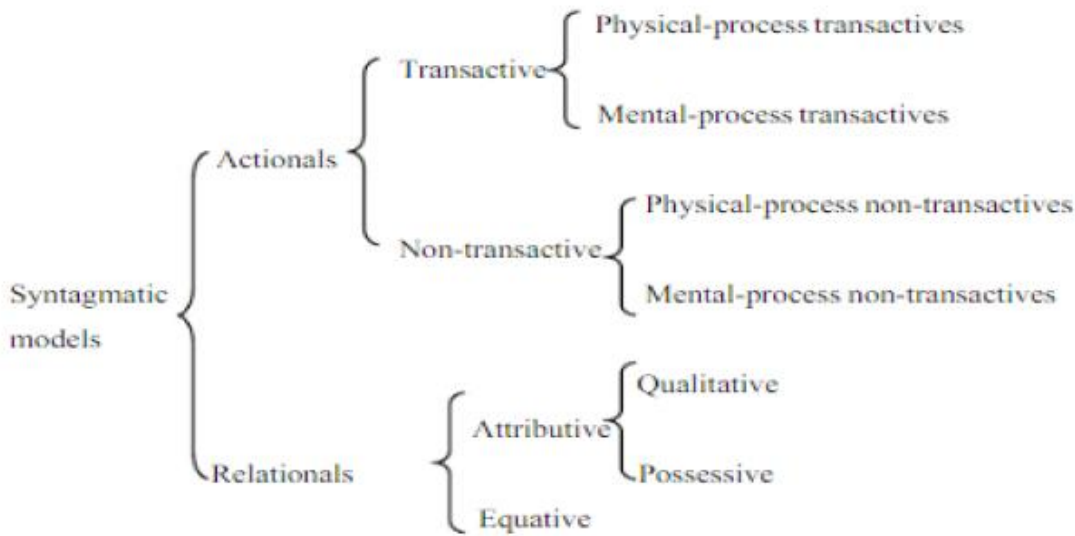 Physical-process transactives
Transactive
Mental-process transactives
Actionals
Physical-process non-transactives
Non-transactive
Mental-process non-transactives
Syntagmatic
models
Qualitative
Attributive
Relationals
Possessive
Equative